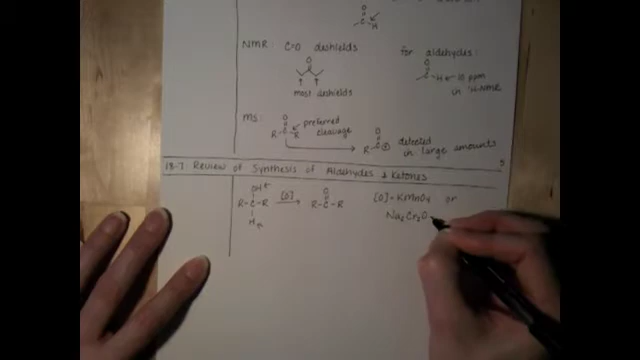 O
C
H
NMR: C=O deshields
for aldehydes:
O
O
C-H ← 10 ppm
in ¹H-NMR
most deshields
MS:
O
R-C-R
preferred
cleavage
O
R-C⊕
detected
in large amounts
18-7: Review of Synthesis of Aldehydes & Ketones
OH
R-C-R
H
[O]
O
R-C-R
[O] = KMnO₄ or
Na₂Cr₂O